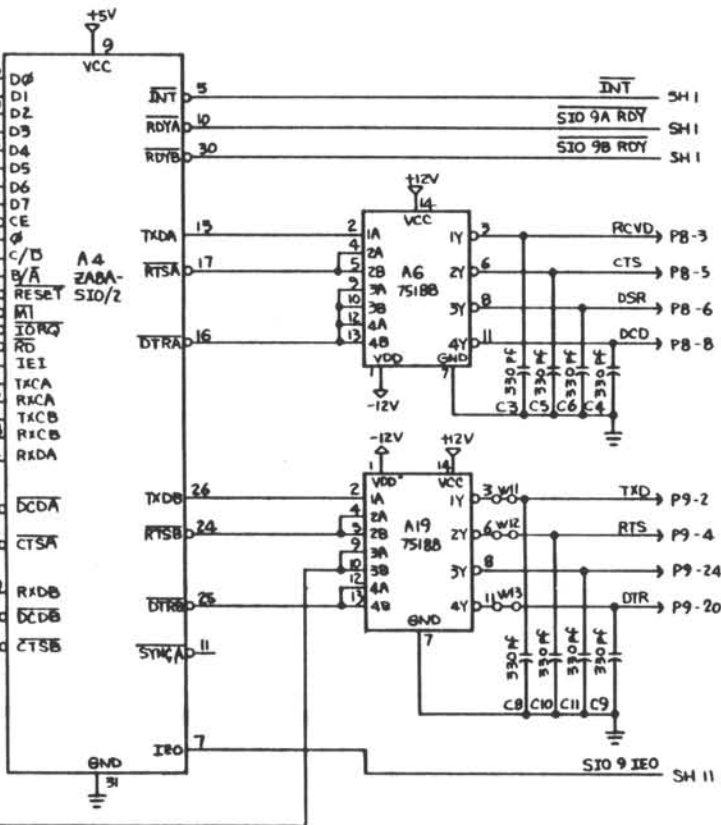 +5V
9
VCC
DØ
D1
D2
D3
D4
D5
D6
D7
CE
Ø
C/D
B/A
RESET
M1
IORQ
RD
IEI
TXCA
RXCA
TXCB
RXCB
RXDA
DCDA
CTSA
RXDB
DCDB
CTSB
A4
Z80A-
SIO/2
INT 5
RDYA 10
RDYB 30
TXDA 15
RTSA 17
DTRA 16
TXDB 26
RTSB 24
DTRB 25
SYNCA 11
IEO 7
GND
31
INT SH1
SIO 9A RDY SH1
SIO 9B RDY SH1
+12V
14
VCC
2 1A
4 2A
5 2B
9 3A
10 3B
12 4A
13 4B
A6
75188
1Y 3 RCVD P8-3
2Y 6 CTS P8-5
3Y 8 DSR P8-6
4Y 11 DCD P8-8
VDD GND
1 7
-12V
330 Pf 330 Pf 330 Pf 330 Pf
C3 C5 C6 C4
-12V +12V
1 14
VDD VCC
2 1A
4 2A
5 2B
9 3A
10 3B
12 4A
13 4B
A19
75188
1Y 3 W11 TXD P9-2
2Y 6 W12 RTS P9-4
3Y 8 P9-24
4Y 11 W13 DTR P9-20
GND
7
330 Pf 330 Pf 330 Pf 330 Pf
C8 C10 C11 C9
SIO 9 IEO SH 11